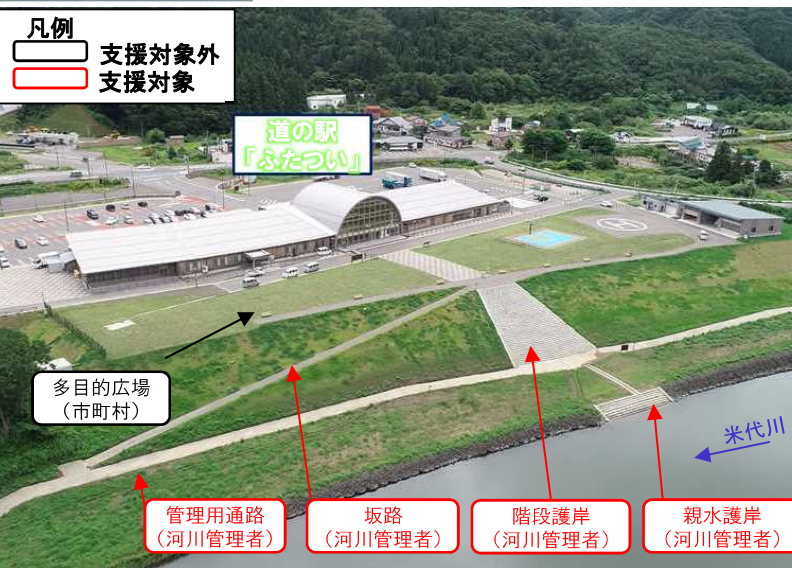 凡例
支援対象外
支援対象
道の駅
「ふたつい」
多目的広場
（市町村）
米代川
管理用通路
（河川管理者）
坂路
（河川管理者）
階段護岸
（河川管理者）
親水護岸
（河川管理者）